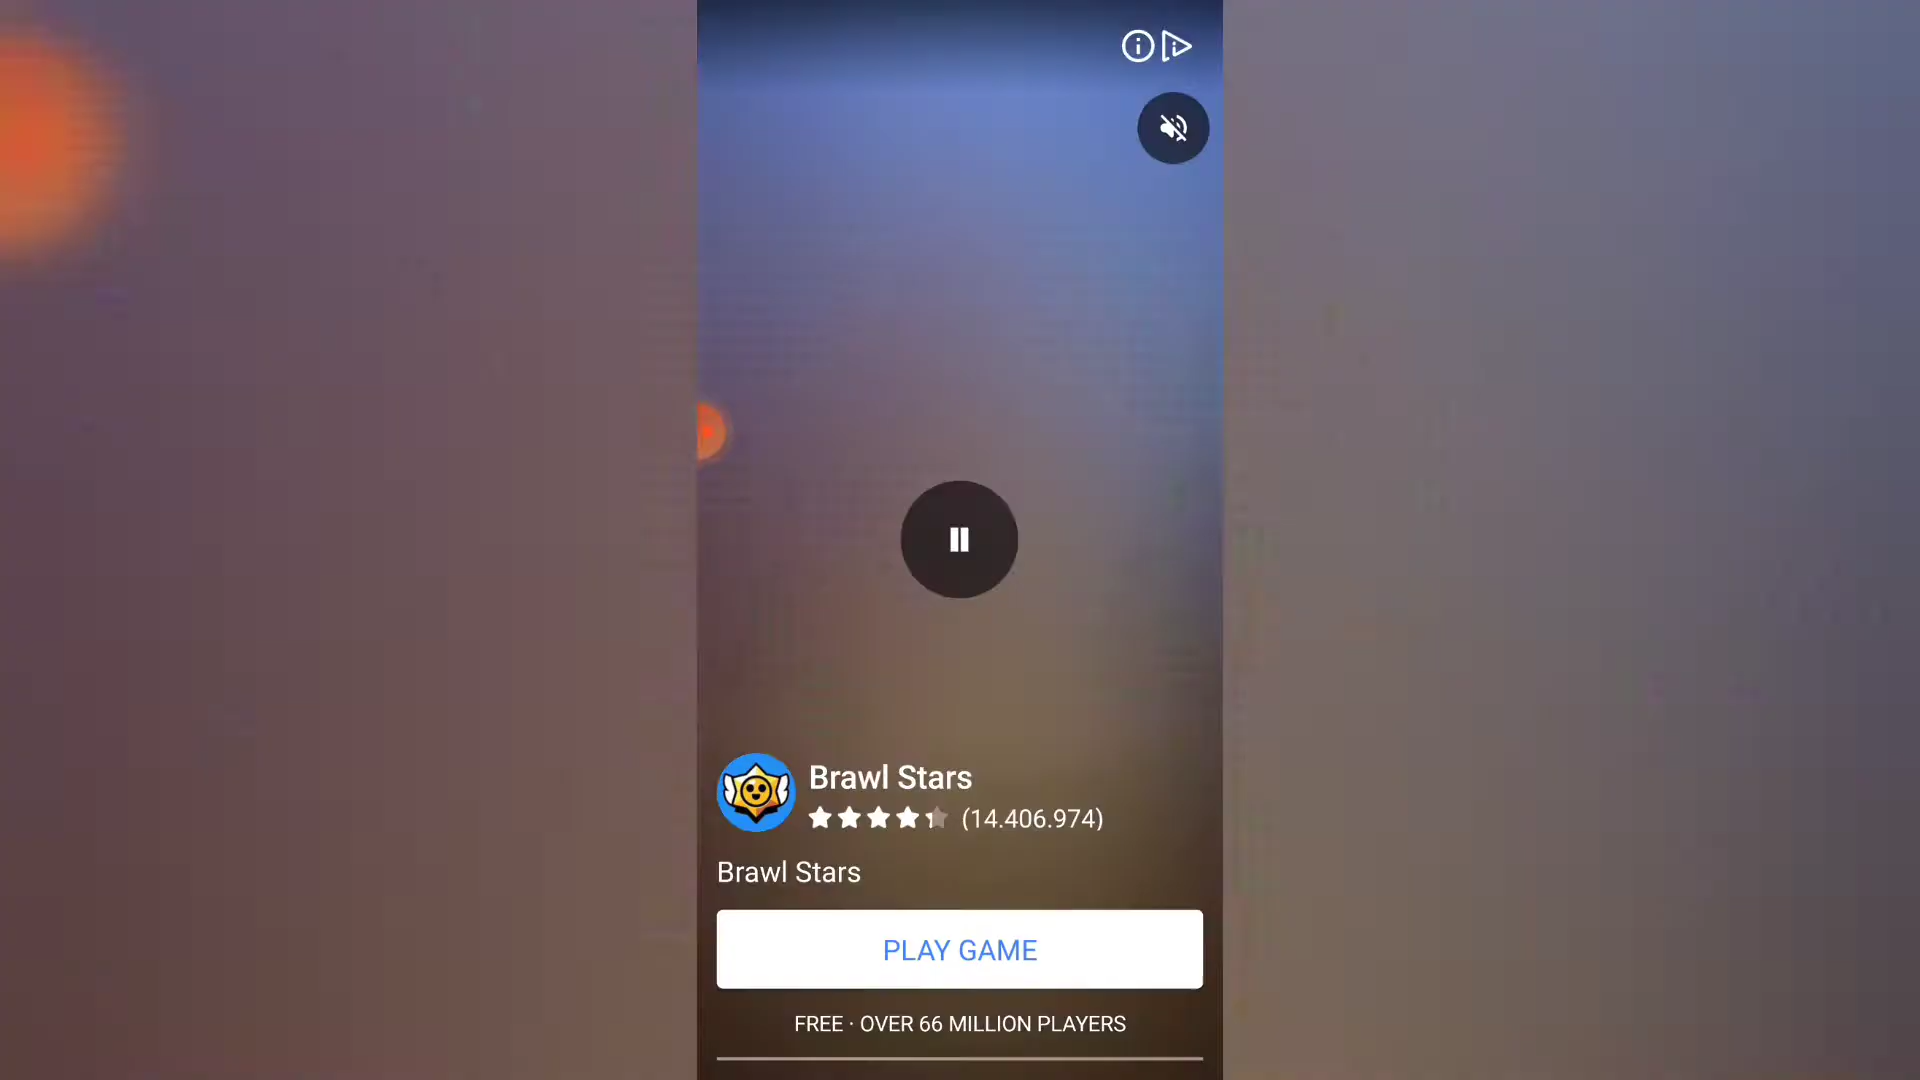 Brawl Stars
(14.406.974)
Brawl Stars
PLAY GAME
FREE · OVER 66 MILLION PLAYERS